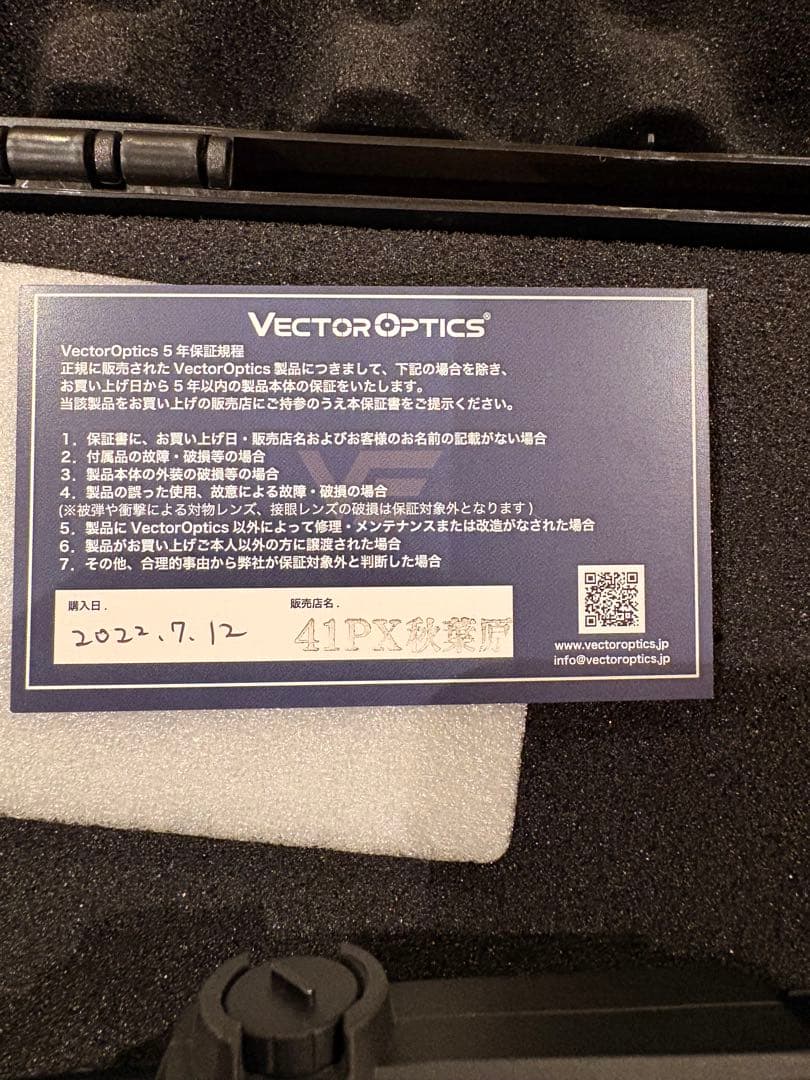 VECTOR OPTICS®
VectorOptics 5年保証規程
正規に販売されたVectorOptics製品につきまして、下記の場合を除き、
お買い上げ日から5年以内の製品本体の保証をいたします。
当該製品をお買い上げの販売店にご持参のうえ本保証書をご提示ください。
1. 保証書に、お買い上げ日・販売店名およびお客様のお名前の記載がない場合
2. 付属品の故障・破損等の場合
3. 製品本体の外装の破損等の場合
4. 製品の誤った使用、故意による故障・破損の場合
(※被弾や衝撃による対物レンズ、接眼レンズの破損は保証対象外となります)
5. 製品にVectorOptics以外によって修理・メンテナンスまたは改造がなされた場合
6. 製品がお買い上げご本人以外の方に譲渡された場合
7. その他、合理的事由から弊社が保証対象外と判断した場合
購入日. 販売店名.
2022.7.12 41PX秋葉原
www.vectoroptics.jp
info@vectoroptics.jp